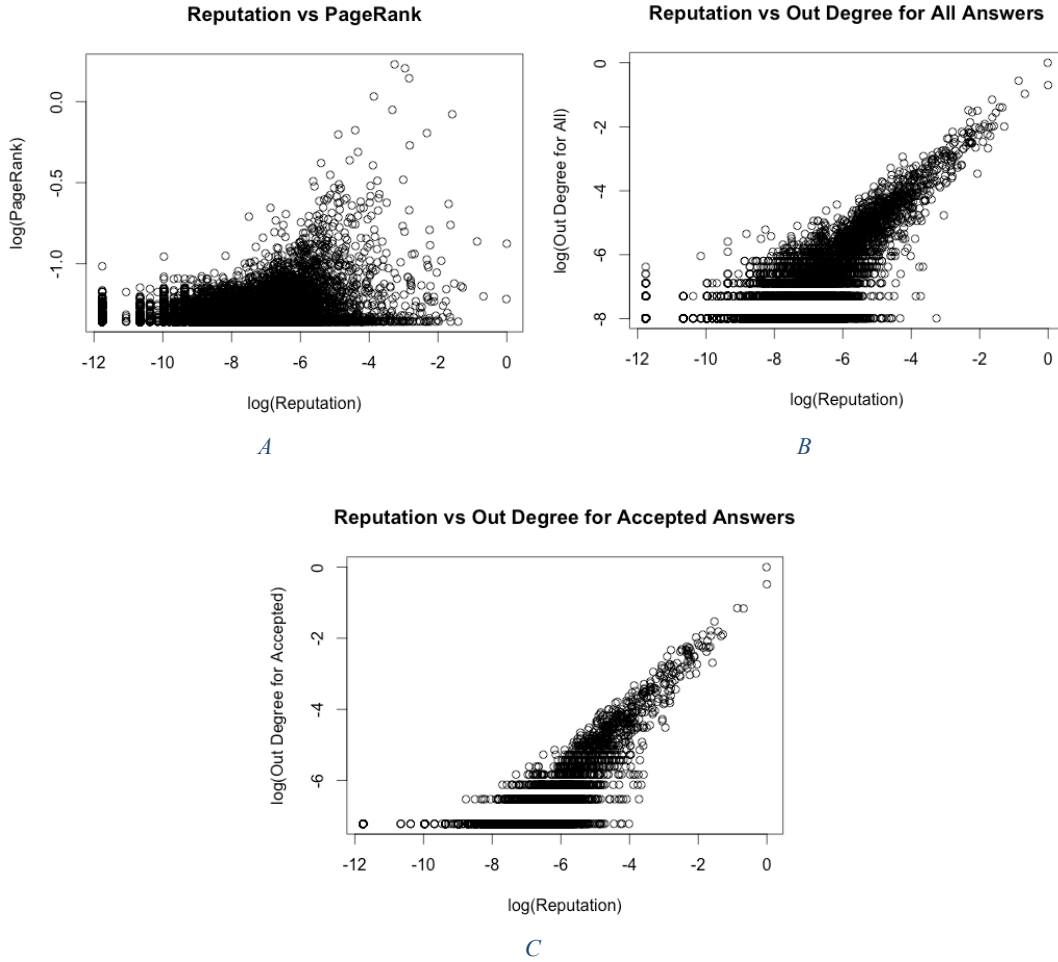 Reputation vs PageRank
log(PageRank)
0.0
-0.5
-1.0
-12 -10 -8 -6 -4 -2 0
log(Reputation)
A
Reputation vs Out Degree for All Answers
log(Out Degree for All)
0
-2
-4
-6
-8
-12 -10 -8 -6 -4 -2 0
log(Reputation)
B
Reputation vs Out Degree for Accepted Answers
log(Out Degree for Accepted)
0
-2
-4
-6
-12 -10 -8 -6 -4 -2 0
log(Reputation)
C